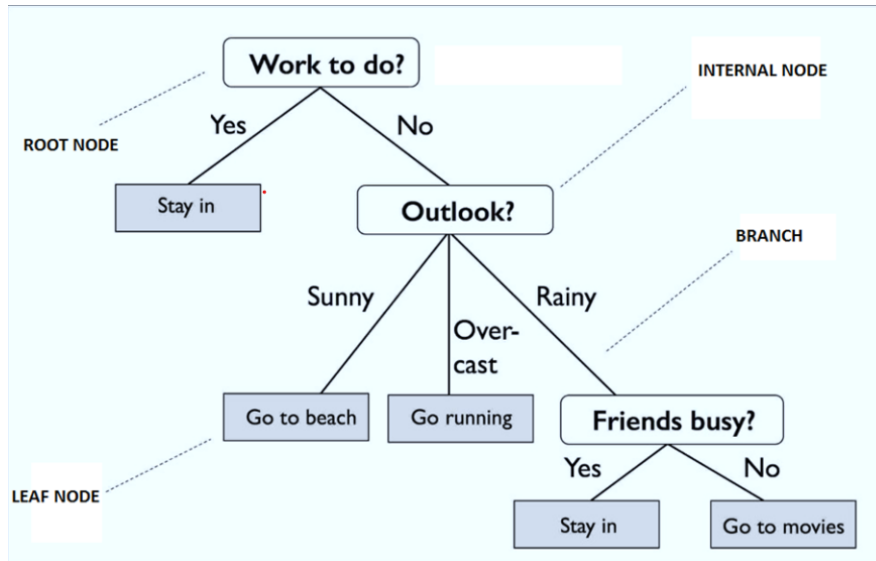 Work to do?
INTERNAL NODE
Yes
No
ROOT NODE
Stay in
Outlook?
BRANCH
Sunny
Rainy
Over-
cast
Go to beach
Go running
Friends busy?
Yes
No
LEAF NODE
Stay in
Go to movies